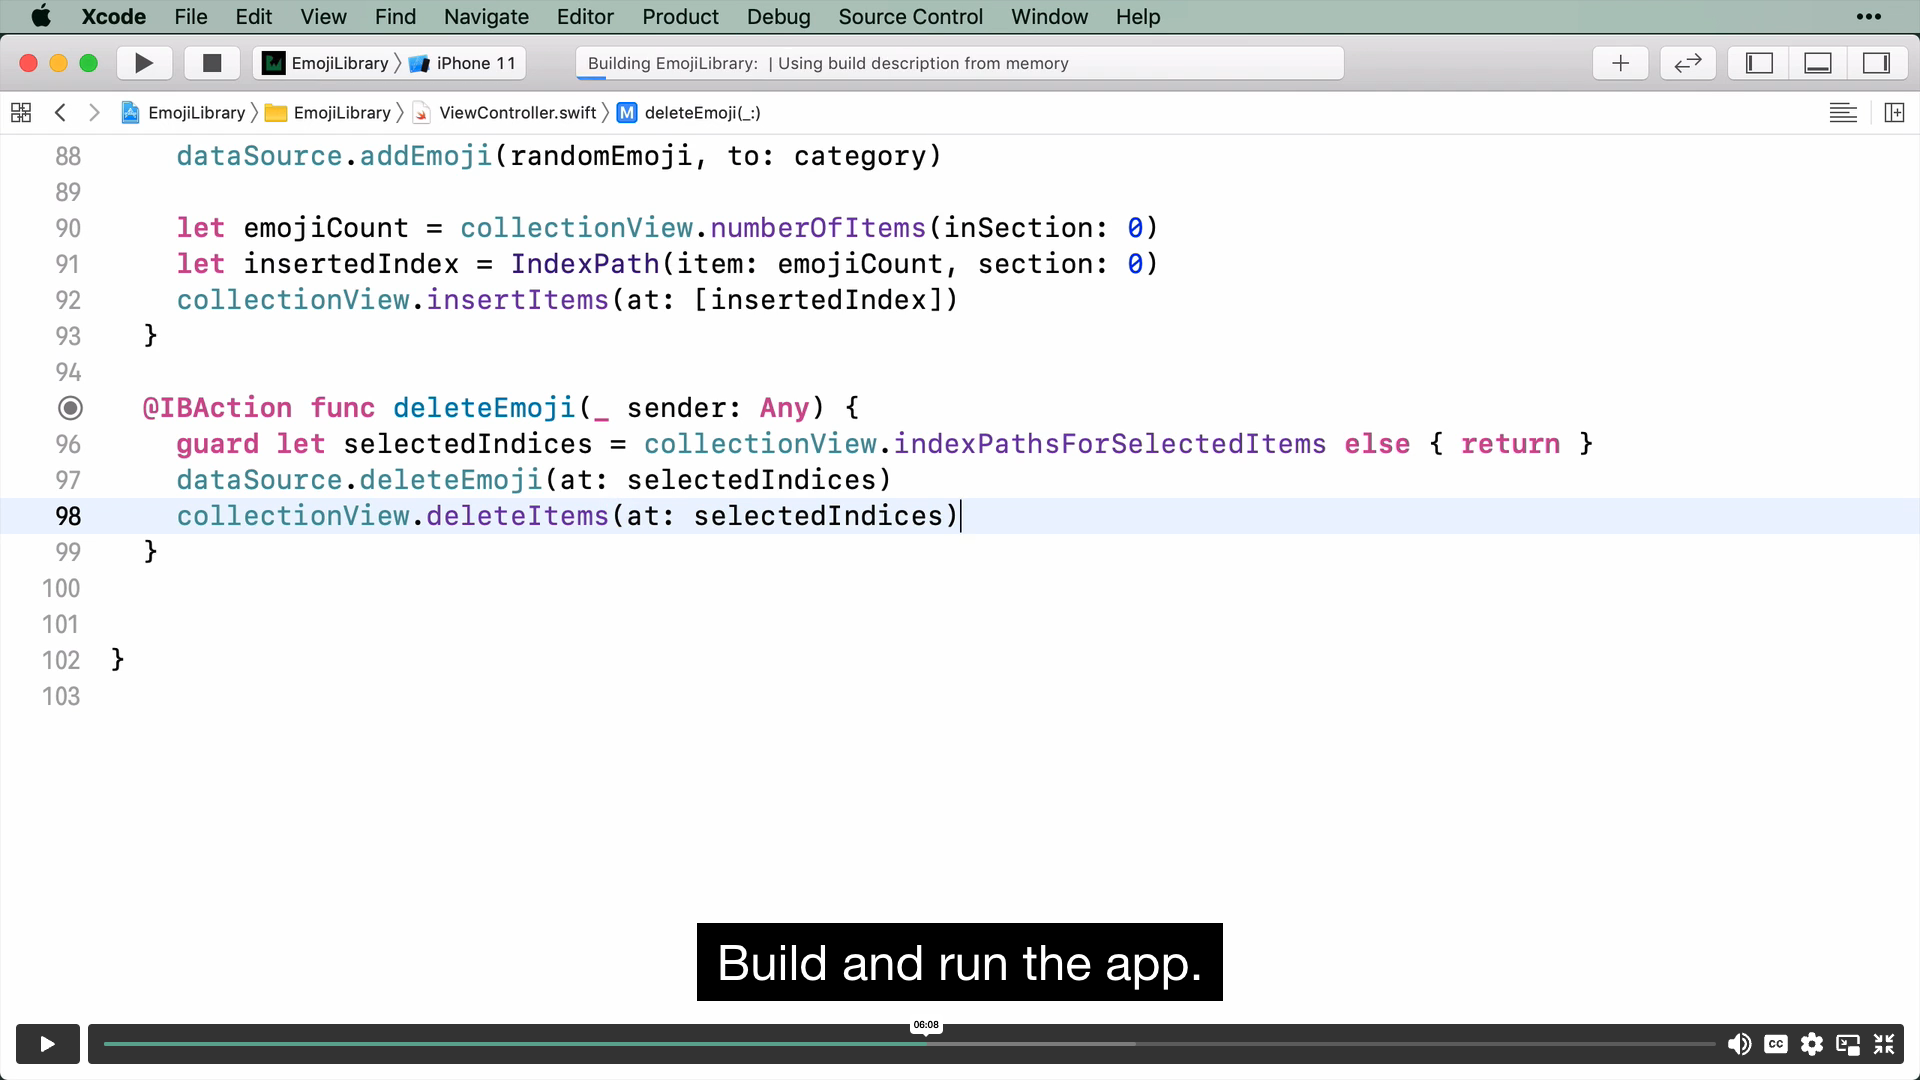 Xcode File Edit View Find Navigate Editor Product Debug Source Control Window Help
EmojiLibrary iPhone 11
Building EmojiLibrary: | Using build description from memory
EmojiLibrary EmojiLibrary ViewController.swift M deleteEmoji(_:)
88 dataSource.addEmoji(randomEmoji, to: category)
89
90 let emojiCount = collectionView.numberOfItems(inSection: 0)
91 let insertedIndex = IndexPath(item: emojiCount, section: 0)
92 collectionView.insertItems(at: [insertedIndex])
93 }
94
@IBAction func deleteEmoji(_ sender: Any) {
96 guard let selectedIndices = collectionView.indexPathsForSelectedItems else { return }
97 dataSource.deleteEmoji(at: selectedIndices)
98 collectionView.deleteItems(at: selectedIndices)
99 }
100
101
102 }
103
Build and run the app.
06:08
CC